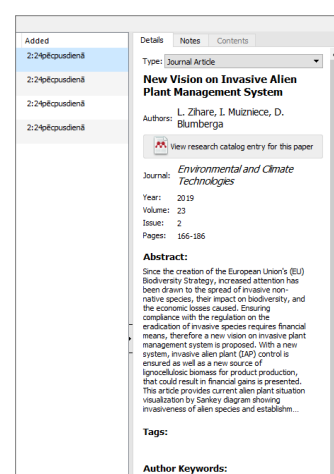 Added
2:24pēcpusdienā
2:24pēcpusdienā
2:24pēcpusdienā
2:24pēcpusdienā
Details Notes Contents
Type: Journal Article
New Vision on Invasive Alien
Plant Management System
Authors: L. Zihare, I. Muizniece, D.
Blumberga
View research catalog entry for this paper
Journal: Environmental and Climate
Technologies
Year: 2019
Volume: 23
Issue: 2
Pages: 166-186
Abstract:
Since the creation of the European Union's (EU)
Biodiversity Strategy, increased attention has
been drawn to the spread of invasive non-
native species, their impact on biodiversity, and
the economic losses caused. Ensuring
compliance with the regulation on the
eradication of invasive species requires financial
means, therefore a new vision on invasive plant
management system is proposed. With a new
system, invasive alien plant (IAP) control is
ensured as well as a new source of
lignocellulosic biomass for product production,
that could result in financial gains is presented.
This article provides current alien plant situation
visualization by Sankey diagram showing
invasiveness of alien species and establishm...
Tags:
Author Keywords: